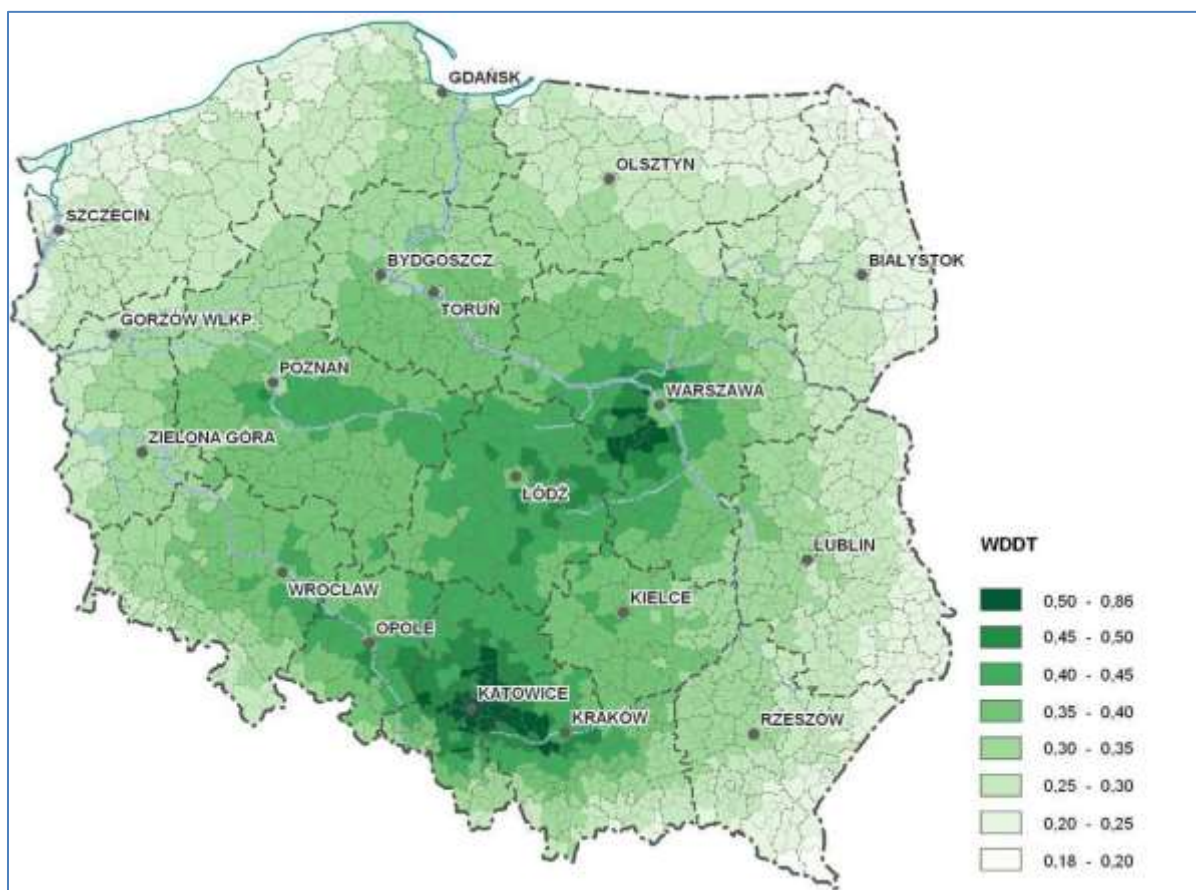 GDAŃSK
OLSZTYN
SZCZECIN
BYDGOSZCZ
BIAŁYSTOK
TORUŃ
GORZÓW WLKP.
POZNAŃ
WARSZAWA
ZIELONA GÓRA
ŁÓDŹ
WDDT
LUBLIN
WROCŁAW
KIELCE
0,50 - 0,86
OPOLE
0,45 - 0,50
0,40 - 0,45
KATOWICE
KRAKÓW
RZESZÓW
0,35 - 0,40
0,30 - 0,35
0,25 - 0,30
0,20 - 0,25
0,18 - 0,20